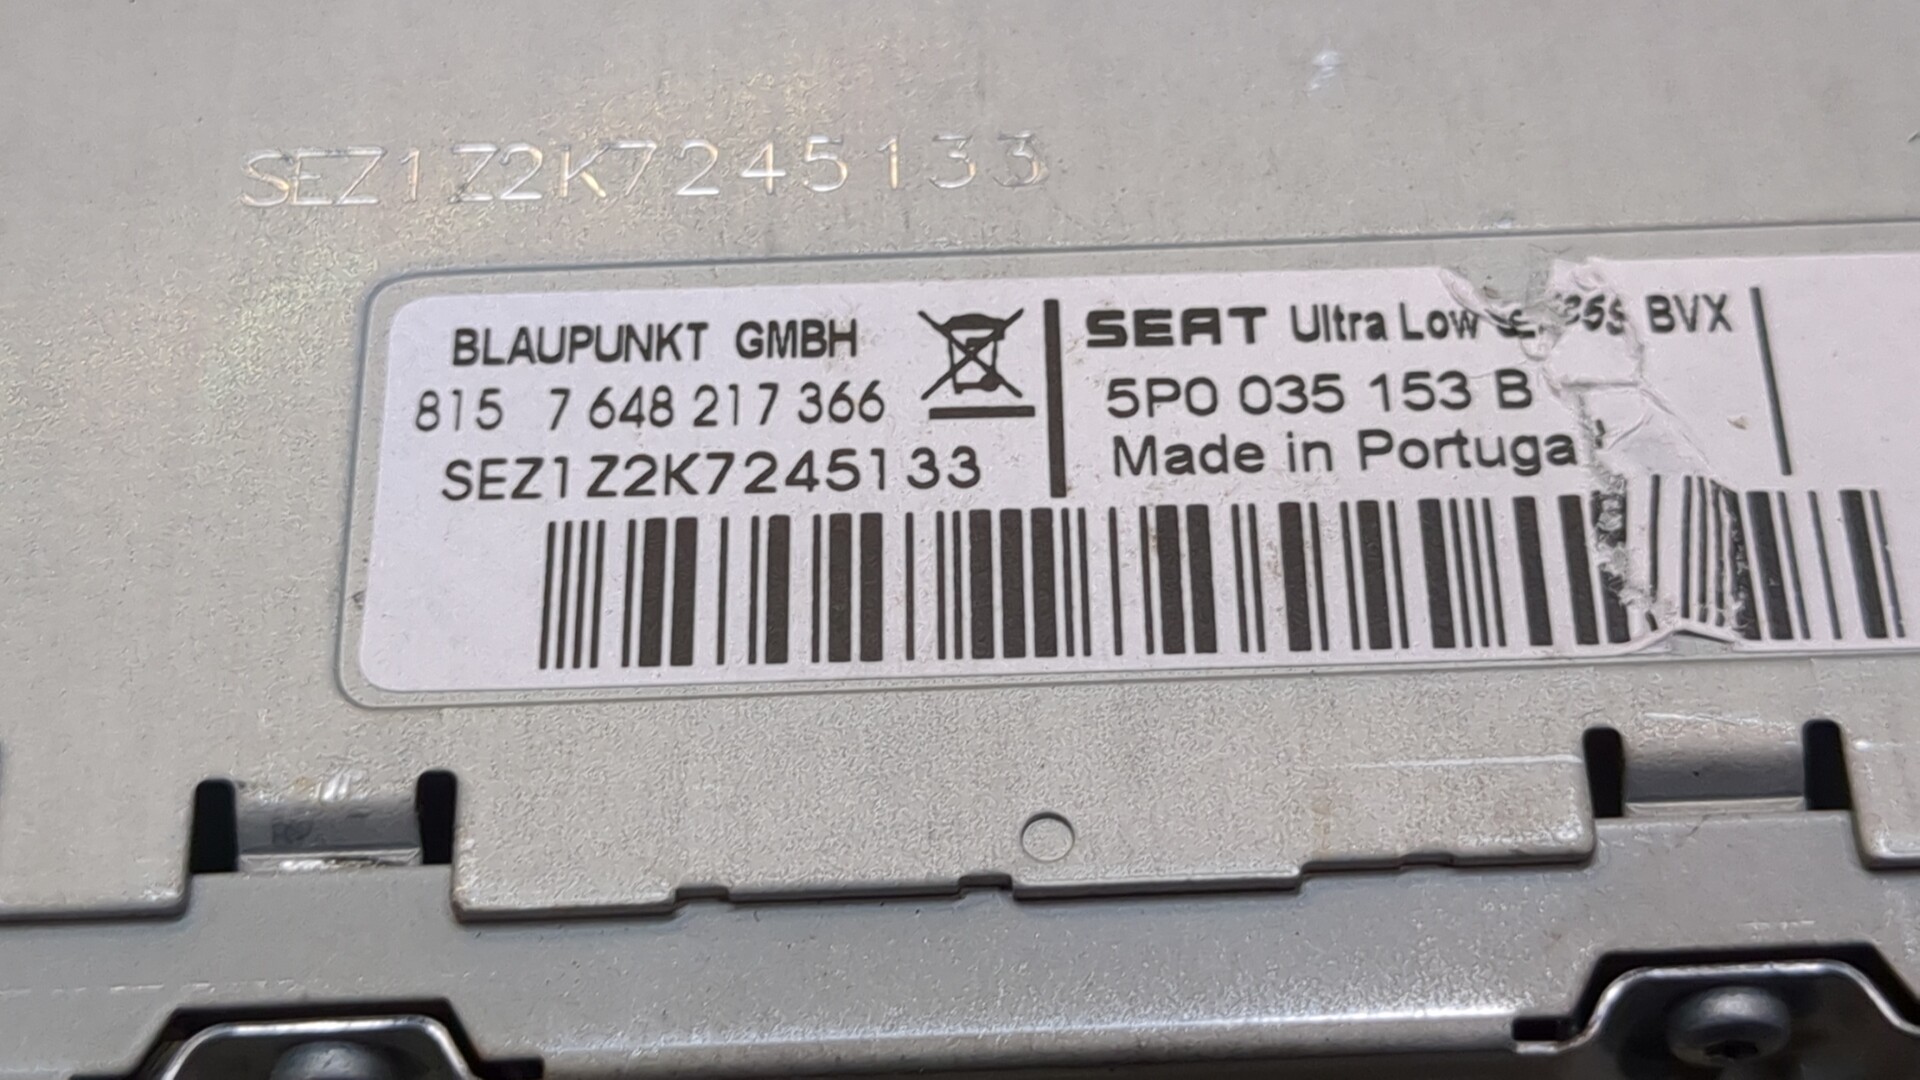 SEZ1Z2K7245133
BLAUPUNKT GMBH
815 7 648 217 366
SEZ1Z2K7245133
SEAT Ultra Low BVX
5P0 035 153 B
Made in Portuga